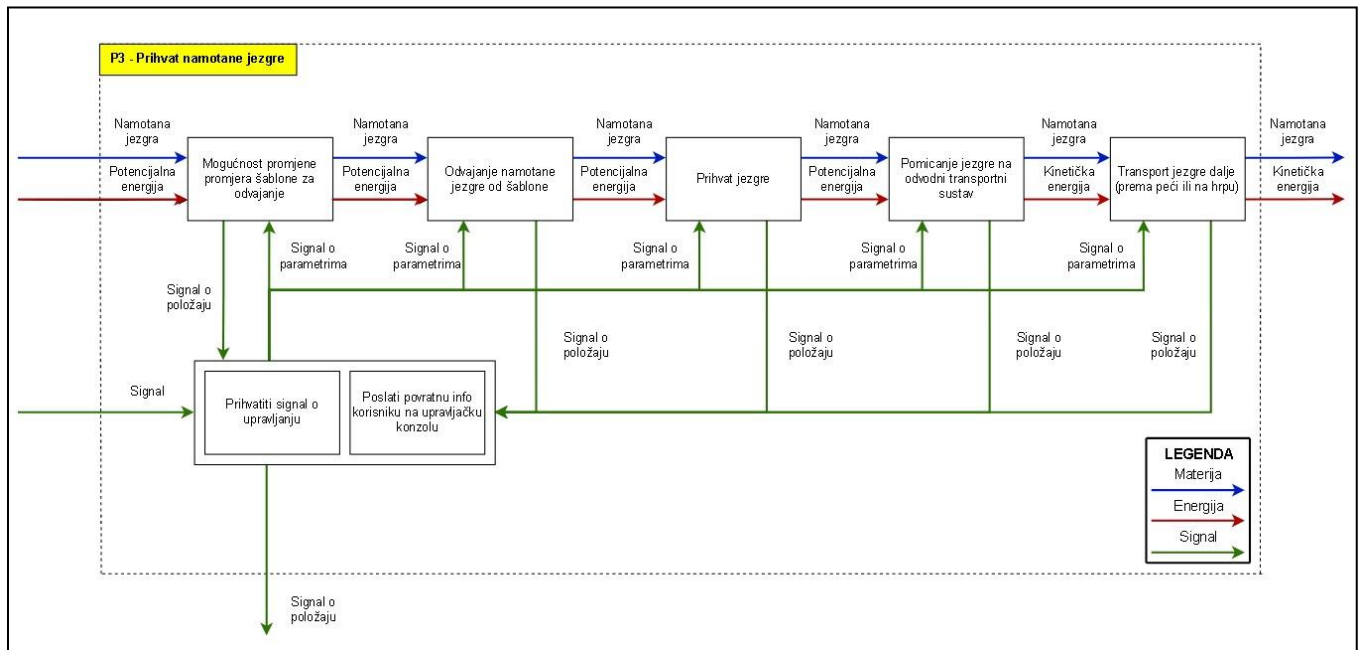 P3 - Prihvat namotane jezgre
Namotana
jezgra
Potencijalna
energija
Mogućnost promjene
promjera šablone za
odvajanje
Namotana
jezgra
Potencijalna
energija
Odvajanje namotane
jezgre od šablone
Namotana
jezgra
Potencijalna
energija
Prihvat jezgre
Namotana
jezgra
Potencijalna
energija
Pomicanje jezgre na
odvodni transportni
sustav
Namotana
jezgra
Kinetička
energija
Transport jezgre dalje
(prema peći ili na hrpu)
Namotana
jezgra
Kinetička
energija
Signal o
parametrima
Signal o
parametrima
Signal o
parametrima
Signal o
parametrima
Signal o
parametrima
Signal o
položaju
Signal o
položaju
Signal o
položaju
Signal o
položaju
Signal o
položaju
Signal
Prihvatiti signal o
upravljanju
Poslati povratnu info
korisniku na upravljačku
konzolu
LEGENDA
Materija
Energija
Signal
Signal o
položaju